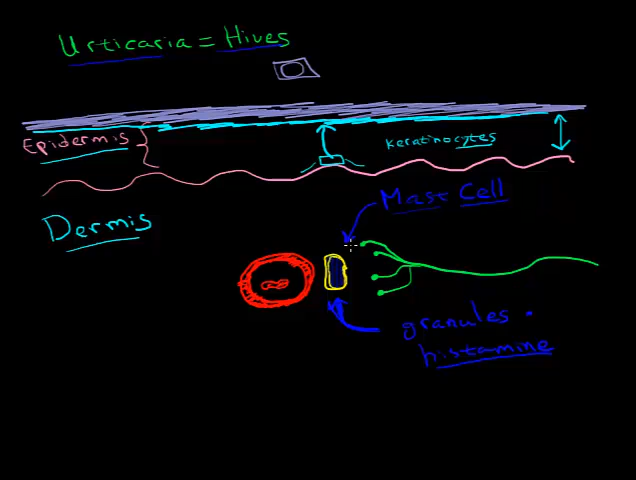 Urticaria = Hives
Epidermis
keratinocytes
Mast Cell
Dermis
granules.
histamine